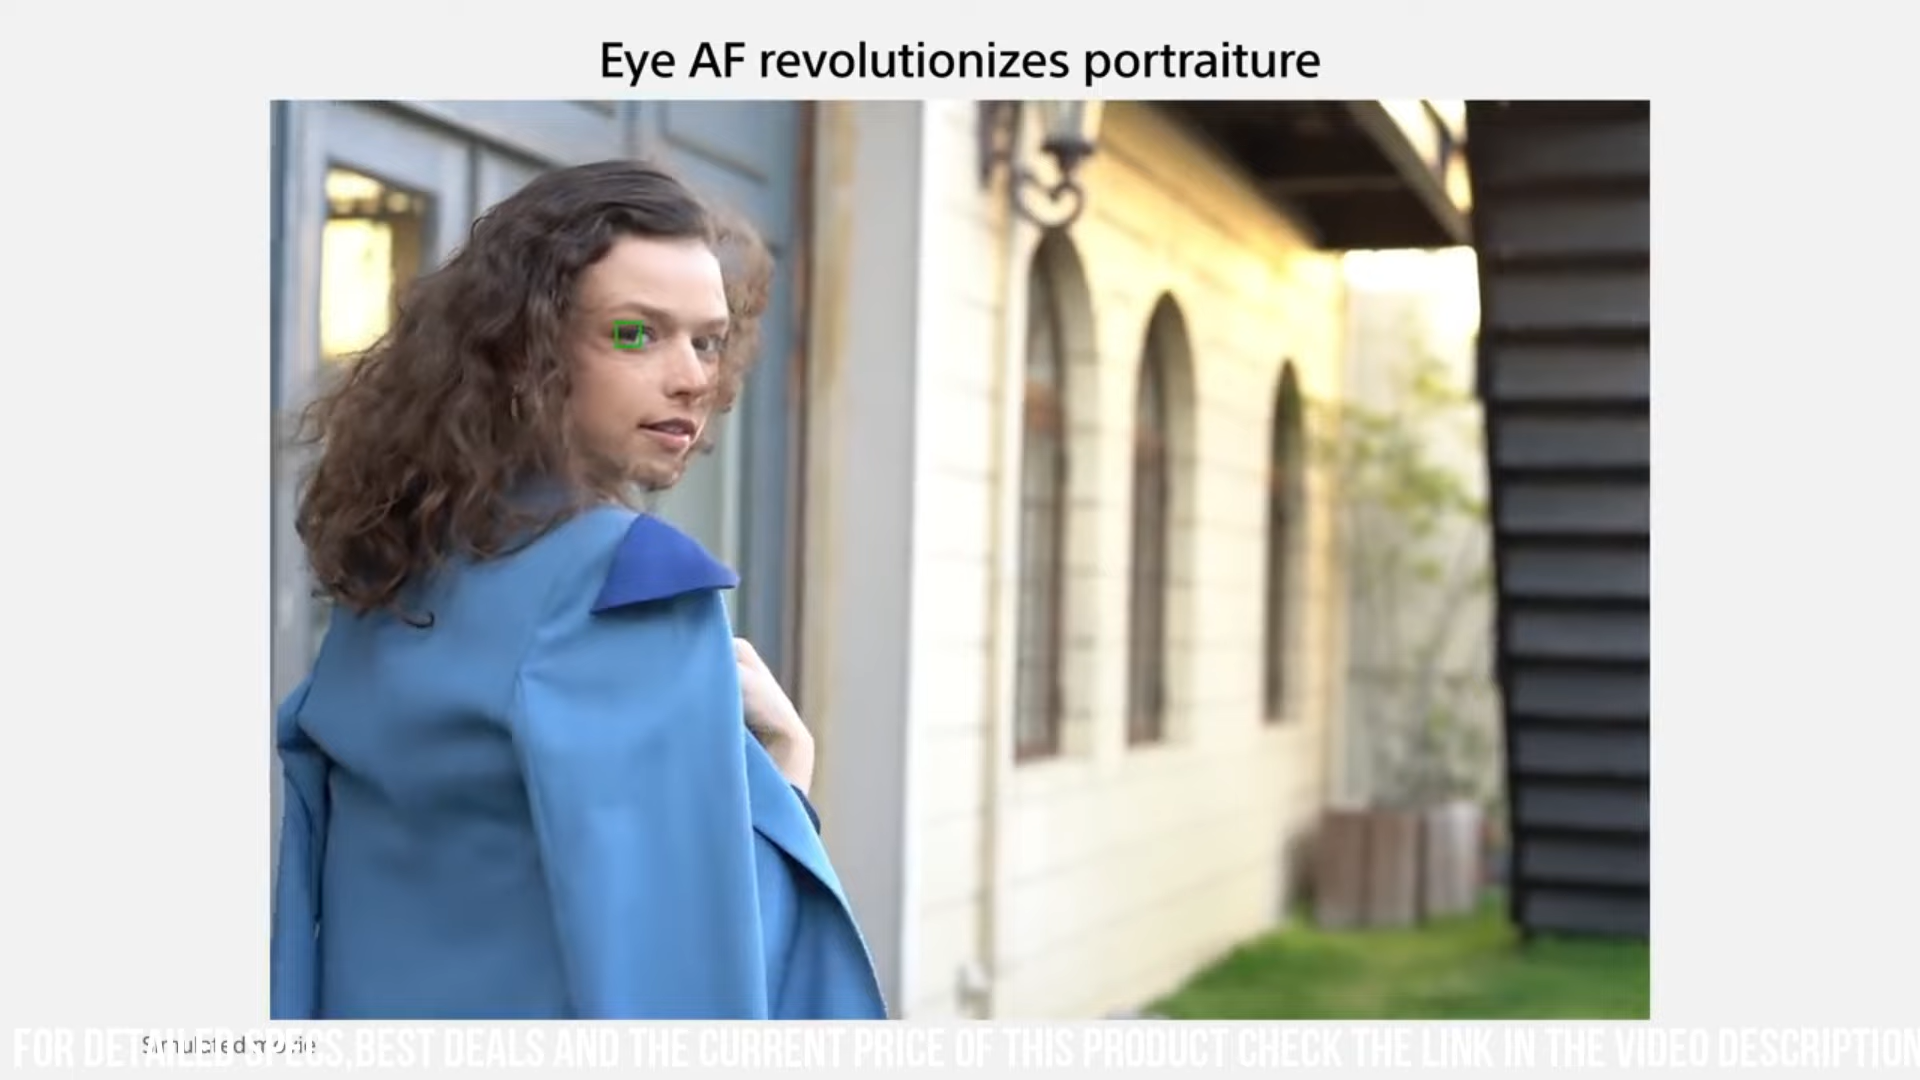 Eye AF revolutionizes portraiture
Simulated movie
FOR DETAILED SPECS,BEST DEALS AND THE CURRENT PRICE OF THIS PRODUCT CHECK THE LINK IN THE VIDEO DESCRIPTION